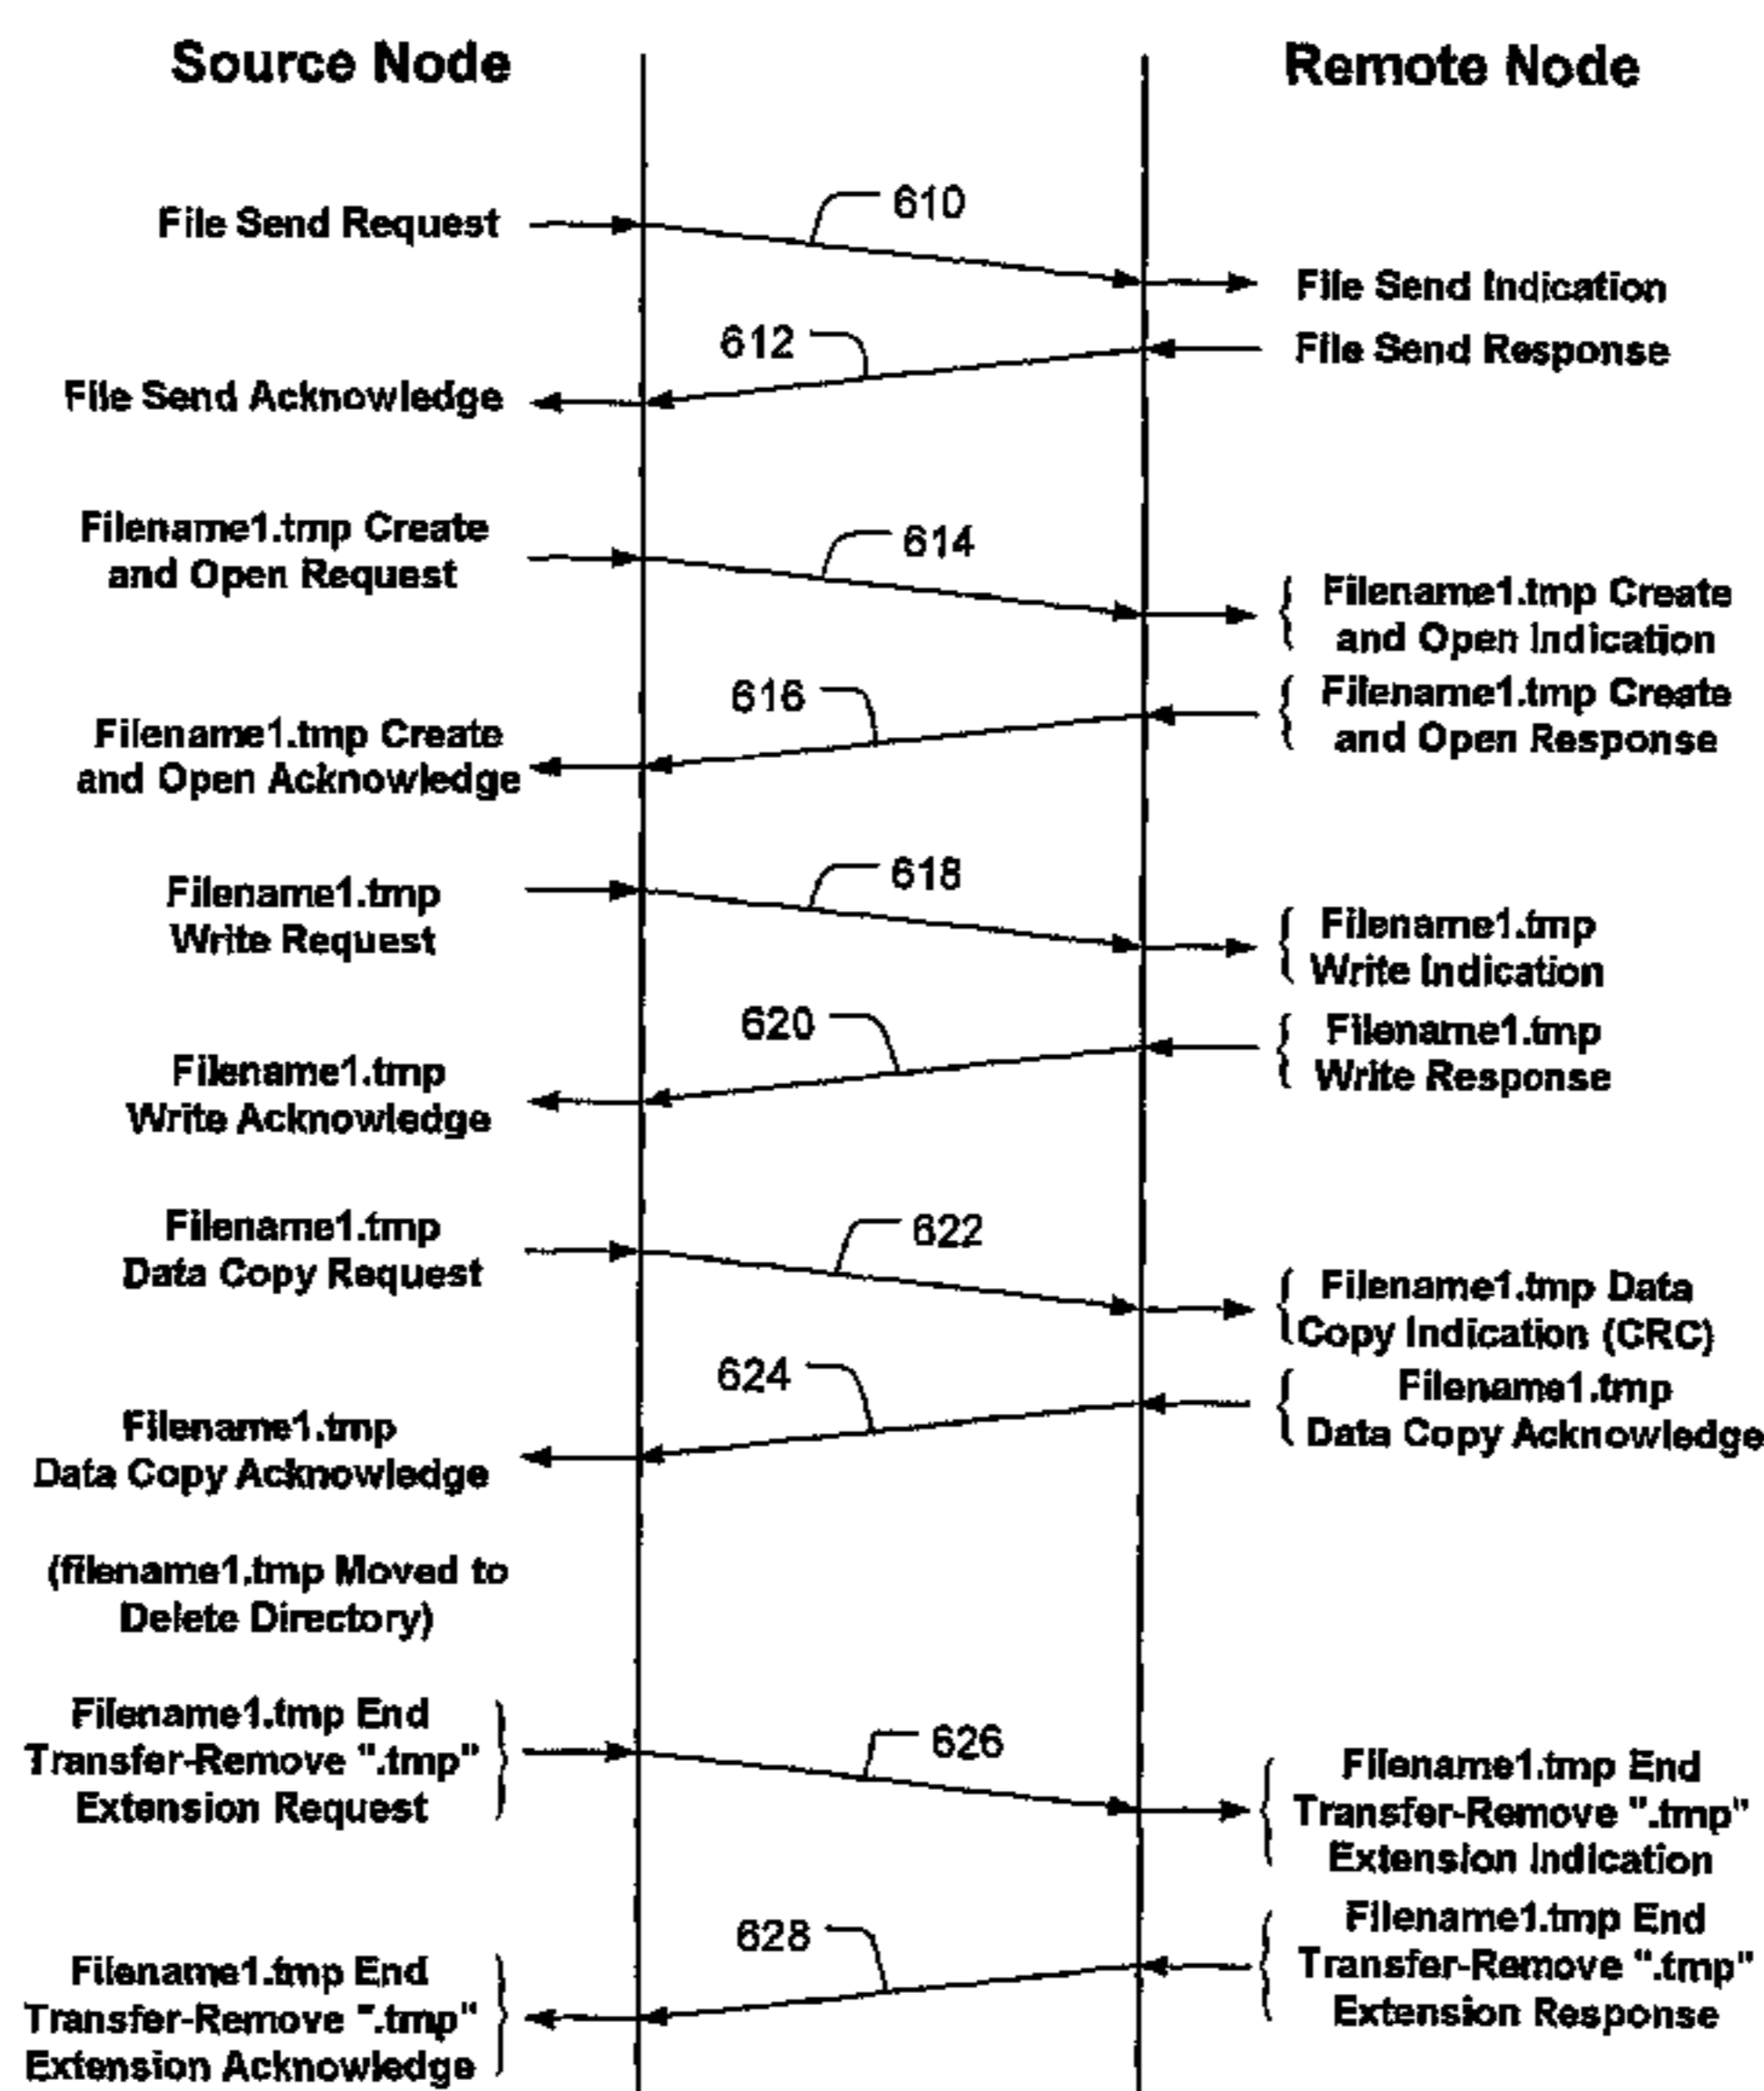 Source Node
Remote Node
610
File Send Request
File Send Indication
612
File Send Response
File Send Acknowledge
Filename1.tmp Create
and Open Request
614
Filename1.tmp Create
and Open Indication
616
Filename1.tmp Create
and Open Response
Filename1.tmp Create
and Open Acknowledge
618
Filename1.tmp
Write Request
Filename1.tmp
Write Indication
620
Filename1.tmp
Write Response
Filename1.tmp
Write Acknowledge
Filename1.tmp
Data Copy Request
622
Filename1.tmp Data
Copy Indication (CRC)
624
Filename1.tmp
Data Copy Acknowledge
Filename1.tmp
Data Copy Acknowledge
(filename1.tmp Moved to
Delete Directory)
Filename1.tmp End
Transfer-Remove ".tmp"
Extension Request
626
Filename1.tmp End
Transfer-Remove ".tmp"
Extension Indication
628
Filename1.tmp End
Transfer-Remove ".tmp"
Extension Response
Filename1.tmp End
Transfer-Remove ".tmp"
Extension Acknowledge